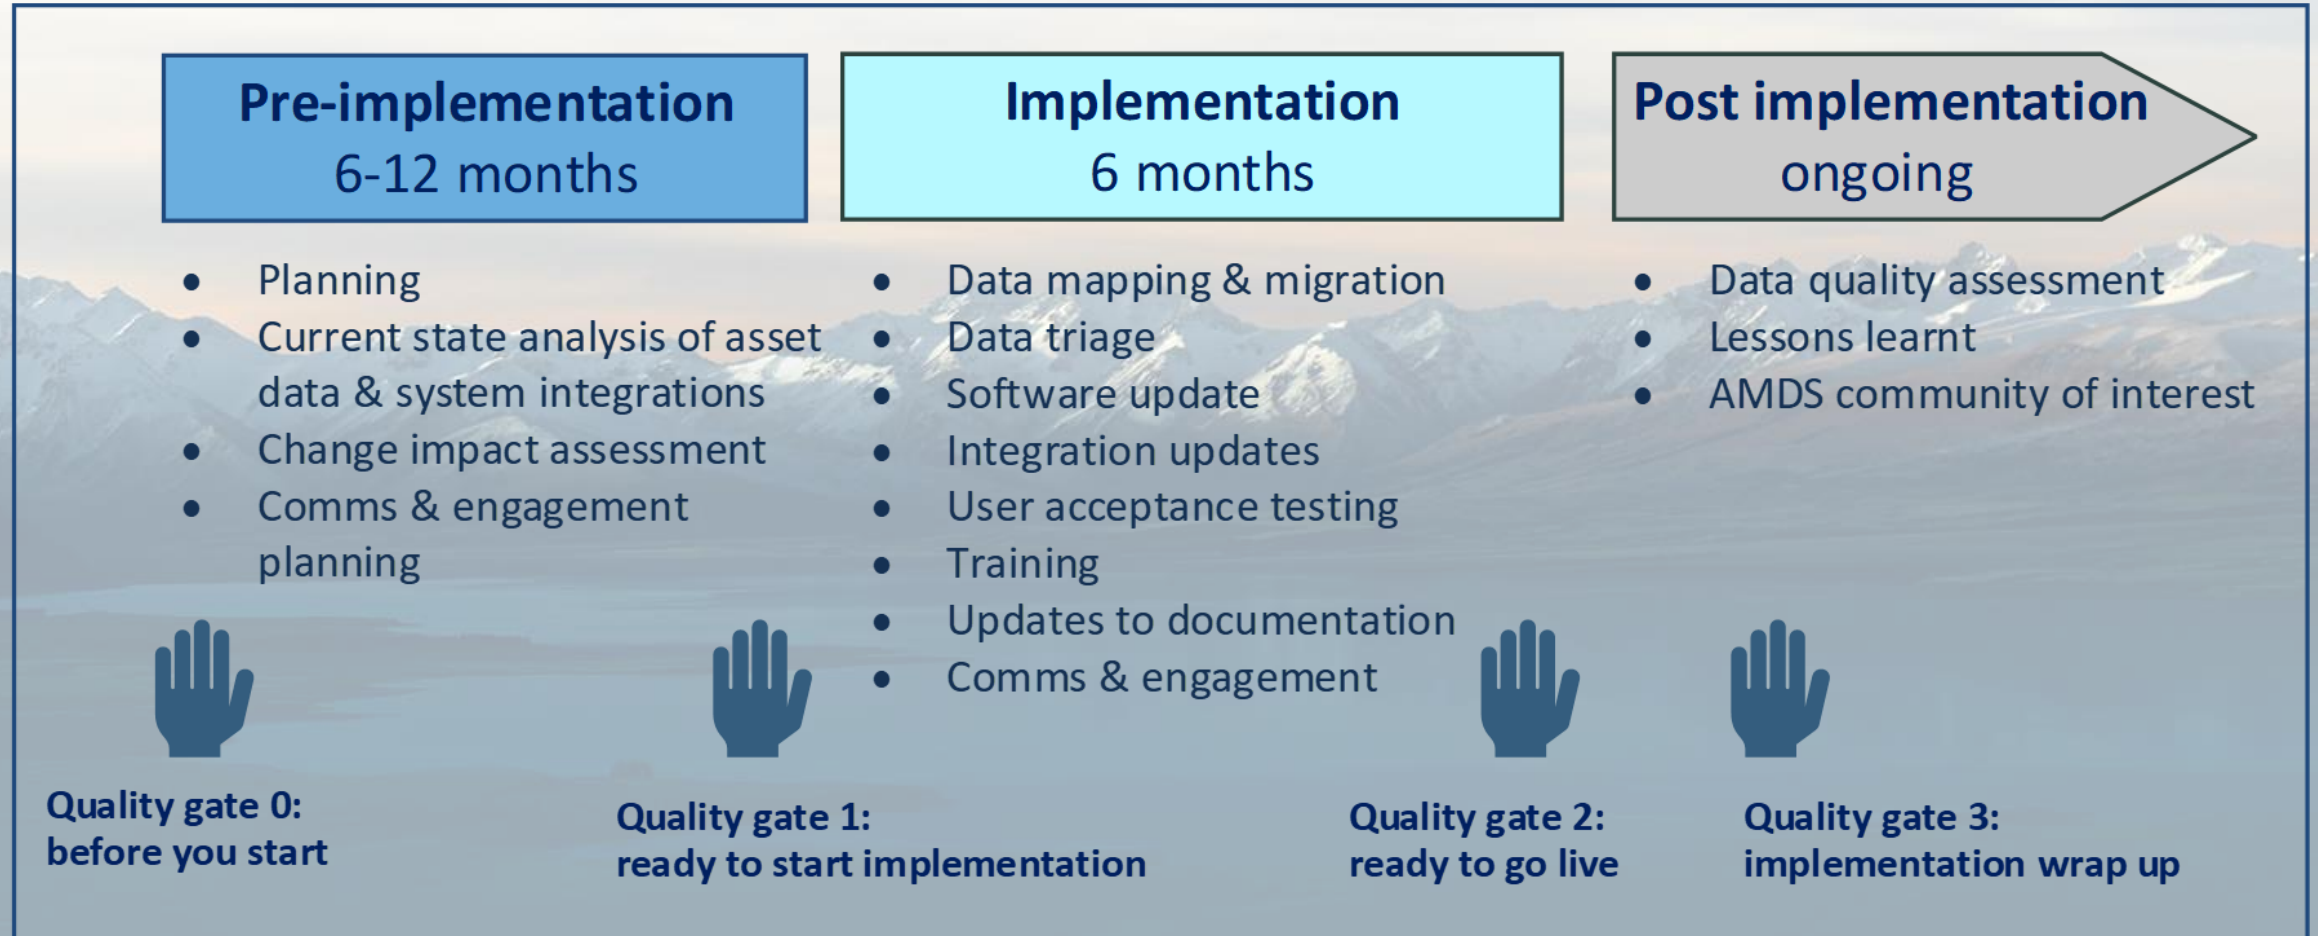 Pre-implementation
6-12 months
Planning
Current state analysis of asset
data & system integrations
Change impact assessment
Comms & engagement
planning
Implementation
6 months
Data mapping & migration
Data triage
Software update
Integration updates
User acceptance testing
Training
Updates to documentation
Comms & engagement
Post implementation
ongoing
Data quality assessment
Lessons learnt
AMDS community of interest
Quality gate 0:
before you start
Quality gate 1:
ready to start implementation
Quality gate 2:
ready to go live
Quality gate 3:
implementation wrap up